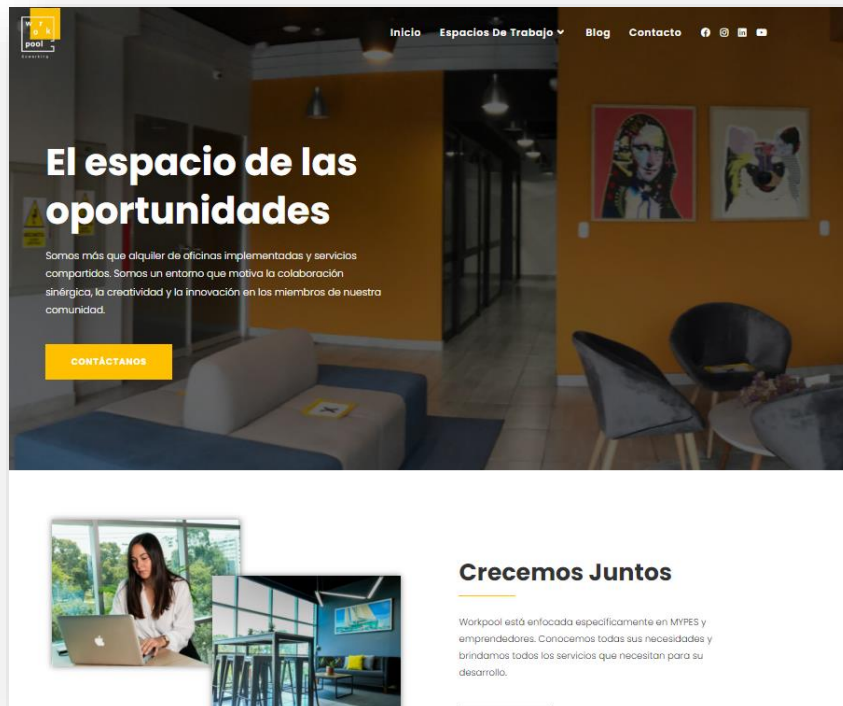 w r
o k
pool
Coworking
Inicio Espacios De Trabajo Blog Contacto
El espacio de las
oportunidades
Somos más que alquiler de oficinas implementadas y servicios
compartidos. Somos un entorno que motiva la colaboración
sinérgica, la creatividad y la innovación en los miembros de nuestra
comunidad.
CONTÁCTANOS
Crecemos Juntos
Workpool está enfocada específicamente en MYPES y
emprendedores. Conocemos todas sus necesidades y
brindamos todos los servicios que necesitan para su
desarrollo.